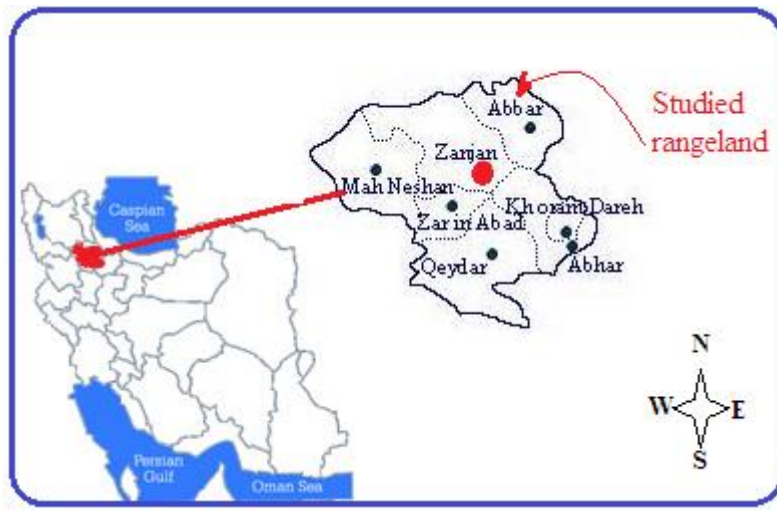 Abbar
Studied
rangeland
Zanjan
Mah Neshan
Khoram Dareh
Zarin Abad
Qeydar
Abhar
Caspian
Sea
Persian
Gulf
Oman Sea
N
W
E
S